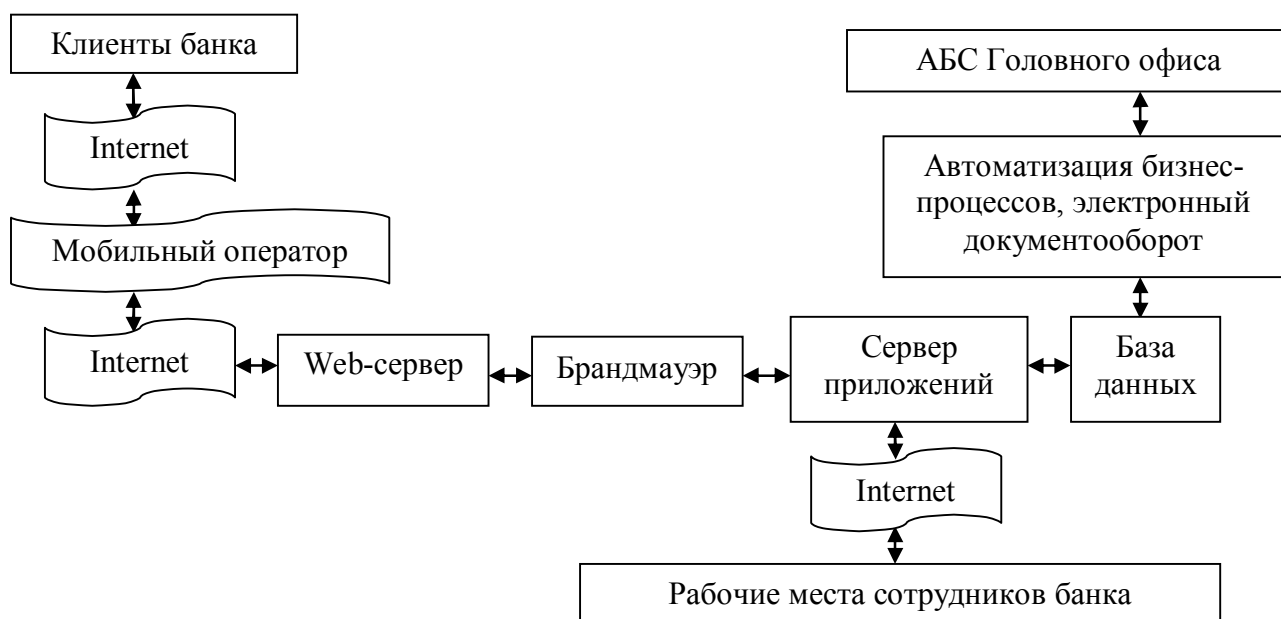 Клиенты банка
АБС Головного офиса
Internet
Автоматизация бизнес-
процессов, электронный
документооборот
Мобильный оператор
Internet
Web-сервер
Брандмауэр
Сервер
приложений
База
данных
Internet
Рабочие места сотрудников банка